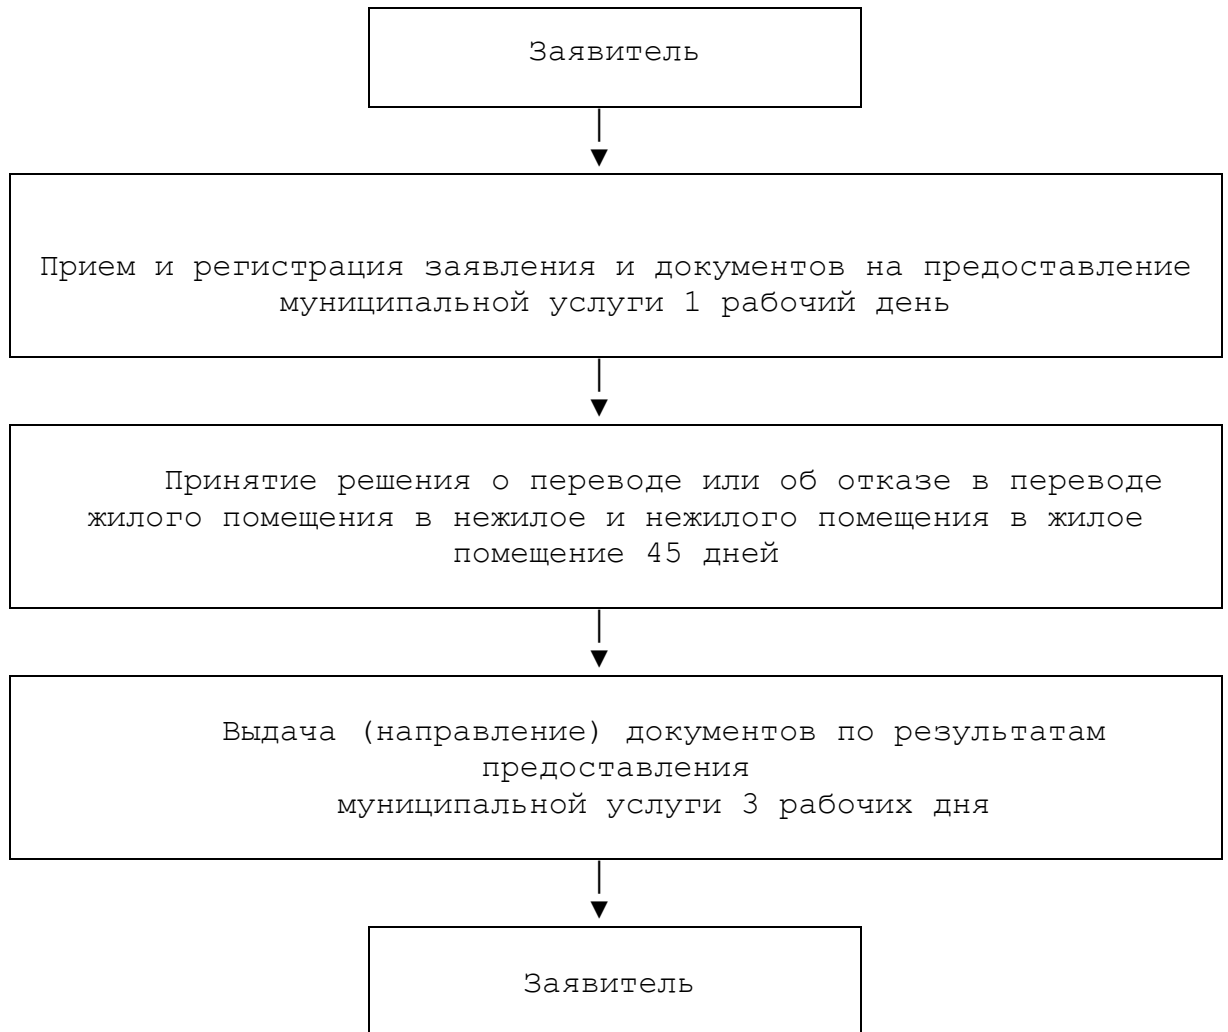 Заявитель
Прием и регистрация заявления и документов на предоставление
муниципальной услуги 1 рабочий день
Принятие решения о переводе или об отказе в переводе
жилого помещения в нежилое и нежилого помещения в жилое
помещение 45 дней
Выдача (направление) документов по результатам
предоставления
муниципальной услуги 3 рабочих дня
Заявитель